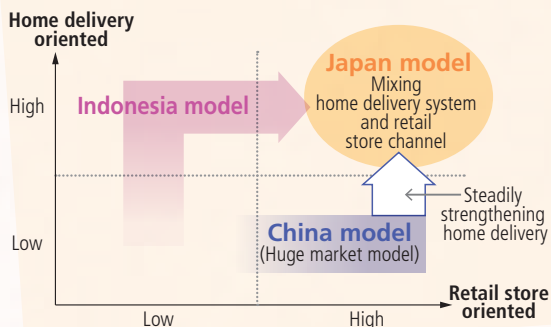 Home delivery
oriented
High
Low
Indonesia model
Japan model
Mixing
home delivery system
and retail
store channel
Steadily
strengthening
home delivery
China model
(Huge market model)
Low
High
Retail store
oriented